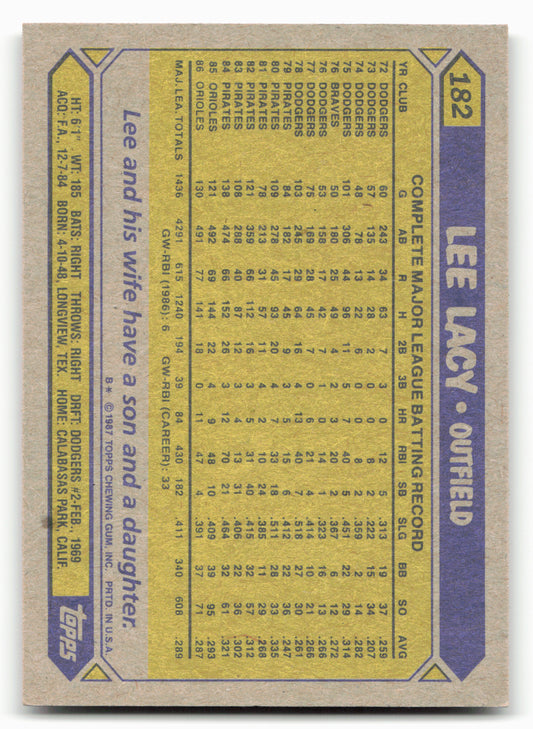 182 LEE LACY • OUTFIELD
COMPLETE MAJOR LEAGUE BATTING RECORD
YR CLUB G AB R H 2B 3B HR RBI SB SLG BB SO AVG
72 DODGERS 60 243 34 63 7 3 0 12 5 .313 19 37 .259
73 DODGERS 57 135 14 28 2 0 0 8 2 .222 15 34 .207
74 DODGERS 48 78 13 22 6 0 0 8 2 .359 2 14 .282
75 DODGERS 101 306 44 96 11 5 7 40 5 .451 22 29 .314
76 BRAVES 50 180 25 49 4 2 3 20 2 .367 6 12 .272
76 DODGERS 53 158 17 42 7 1 0 14 1 .323 16 13 .266
77 DODGERS 75 169 28 45 7 0 6 21 4 .414 10 21 .266
78 DODGERS 103 245 29 64 16 4 13 40 7 .518 27 30 .261
79 PIRATES 84 182 17 45 9 3 5 15 6 .412 22 36 .247
80 PIRATES 109 278 45 93 20 4 7 33 18 .511 28 33 .335
81 PIRATES 78 213 31 57 11 4 2 10 24 .385 11 29 .268
82 PIRATES 121 359 66 112 16 3 5 31 40 .415 32 57 .312
83 PIRATES 108 288 40 87 12 3 4 13 31 .406 22 36 .302
84 PIRATES 138 474 66 152 26 3 12 70 21 .464 32 61 .321
85 ORIOLES 121 492 69 144 22 4 9 48 10 .409 39 95 .293
86 ORIOLES 130 491 77 141 18 0 11 47 4 .391 37 71 .287
MAJ.LEA.TOTALS 1436 4291 615 1240 194 39 84 430 182 .411 340 608 .289
GW-RBI (1986): 6 GW-RBI (CAREER): 33
B* © 1987 TOPPS CHEWING GUM, INC. PRTD. IN U.S.A.
Lee and his wife have a son and a daughter.
HT: 6'1" WT: 185 BATS: RIGHT THROWS: RIGHT DRFT: DODGERS #2-FEB., 1969
ACQ: F.A., 12-7-84 BORN: 4-10-48, LONGVIEW, TEX. HOME: CALABASAS PARK, CALIF.
TOPPS